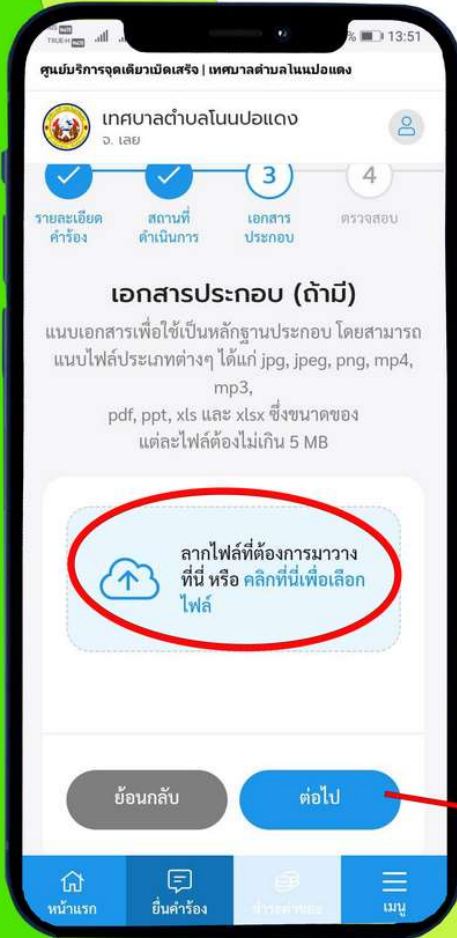 TRUE-H
% 13:51
ศูนย์บริการจุดเดียวเบ็ดเสร็จ | เทศบาลตำบลโนนปอแดง
เทศบาลตำบลโนนปอแดง
จ. เลย
3
4
รายละเอียด
คำร้อง
สถานที่
ดำเนินการ
เอกสาร
ประกอบ
ตรวจสอบ
เอกสารประกอบ (ถ้ามี)
แนบเอกสารเพื่อใช้เป็นหลักฐานประกอบ โดยสามารถ
แนบไฟล์ประเภทต่างๆ ได้แก่ jpg, jpeg, png, mp4,
mp3,
pdf, ppt, xls และ xlsx ซึ่งขนาดของ
แต่ละไฟล์ต้องไม่เกิน 5 MB
ลากไฟล์ที่ต้องการมาวาง
ที่นี่ หรือ คลิกที่นี่เพื่อเลือก
ไฟล์
ย้อนกลับ
ต่อไป
หน้าแรก
ยื่นคำร้อง
เมนู